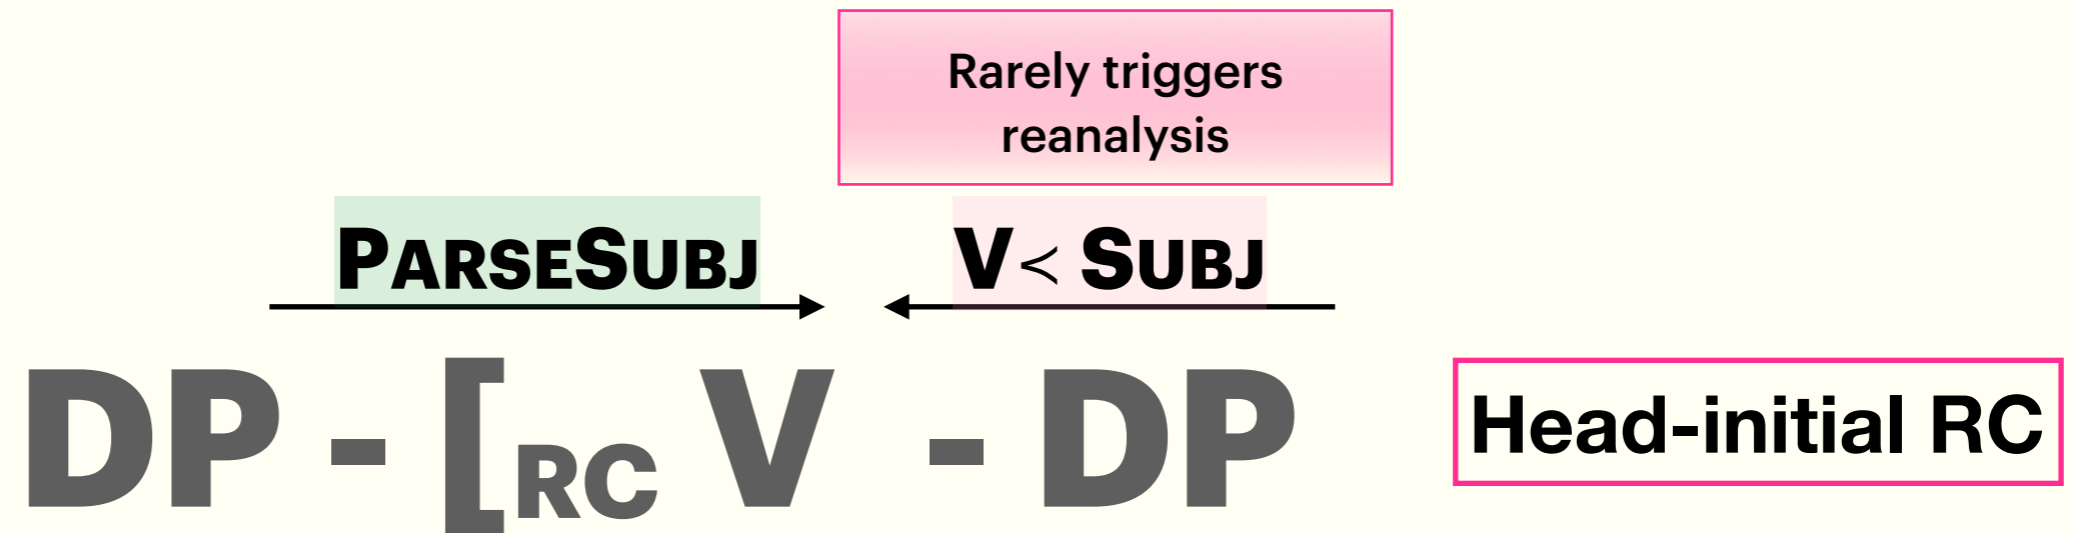 Rarely triggers
reanalysis
PARSESUBJ V≺ SUBJ
DP - [RC V - DP
Head-initial RC